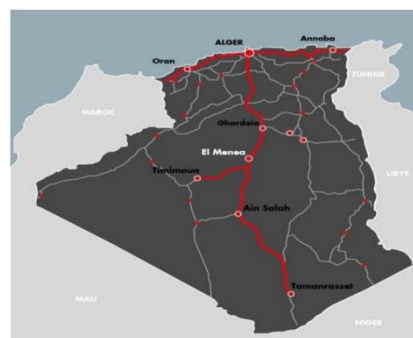 ALGER
Annaba
Oran
TUNISIE
MAROC
Ghardaia
El Menea
LIBYE
Timimoun
Ain Salah
Tamanrasset
MALI
NIGER